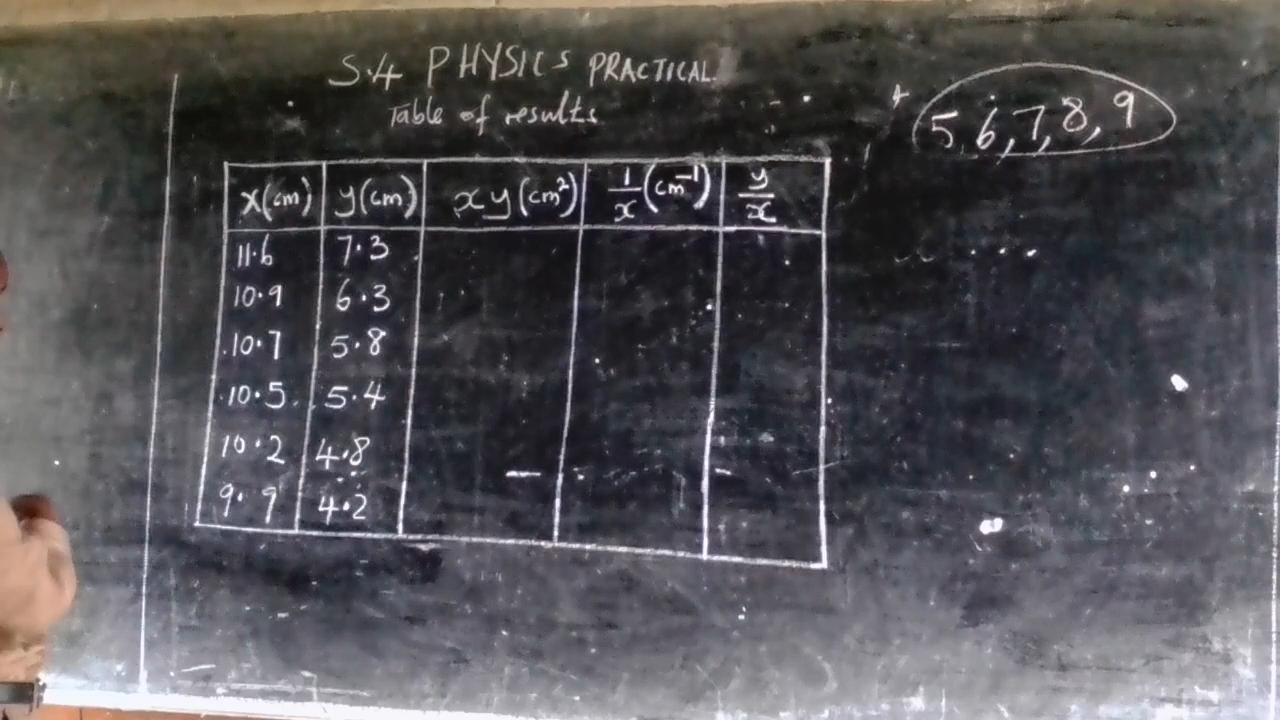 S.4 PHYSICS PRACTICAL.
Table of results
5, 6, 7, 8, 9
x(cm) y(cm) xy(cm²) 1/x(cm⁻¹) y/x
11.6 7.3
10.9 6.3
10.7 5.8
10.5 5.4
10.2 4.8
9.9 4.2